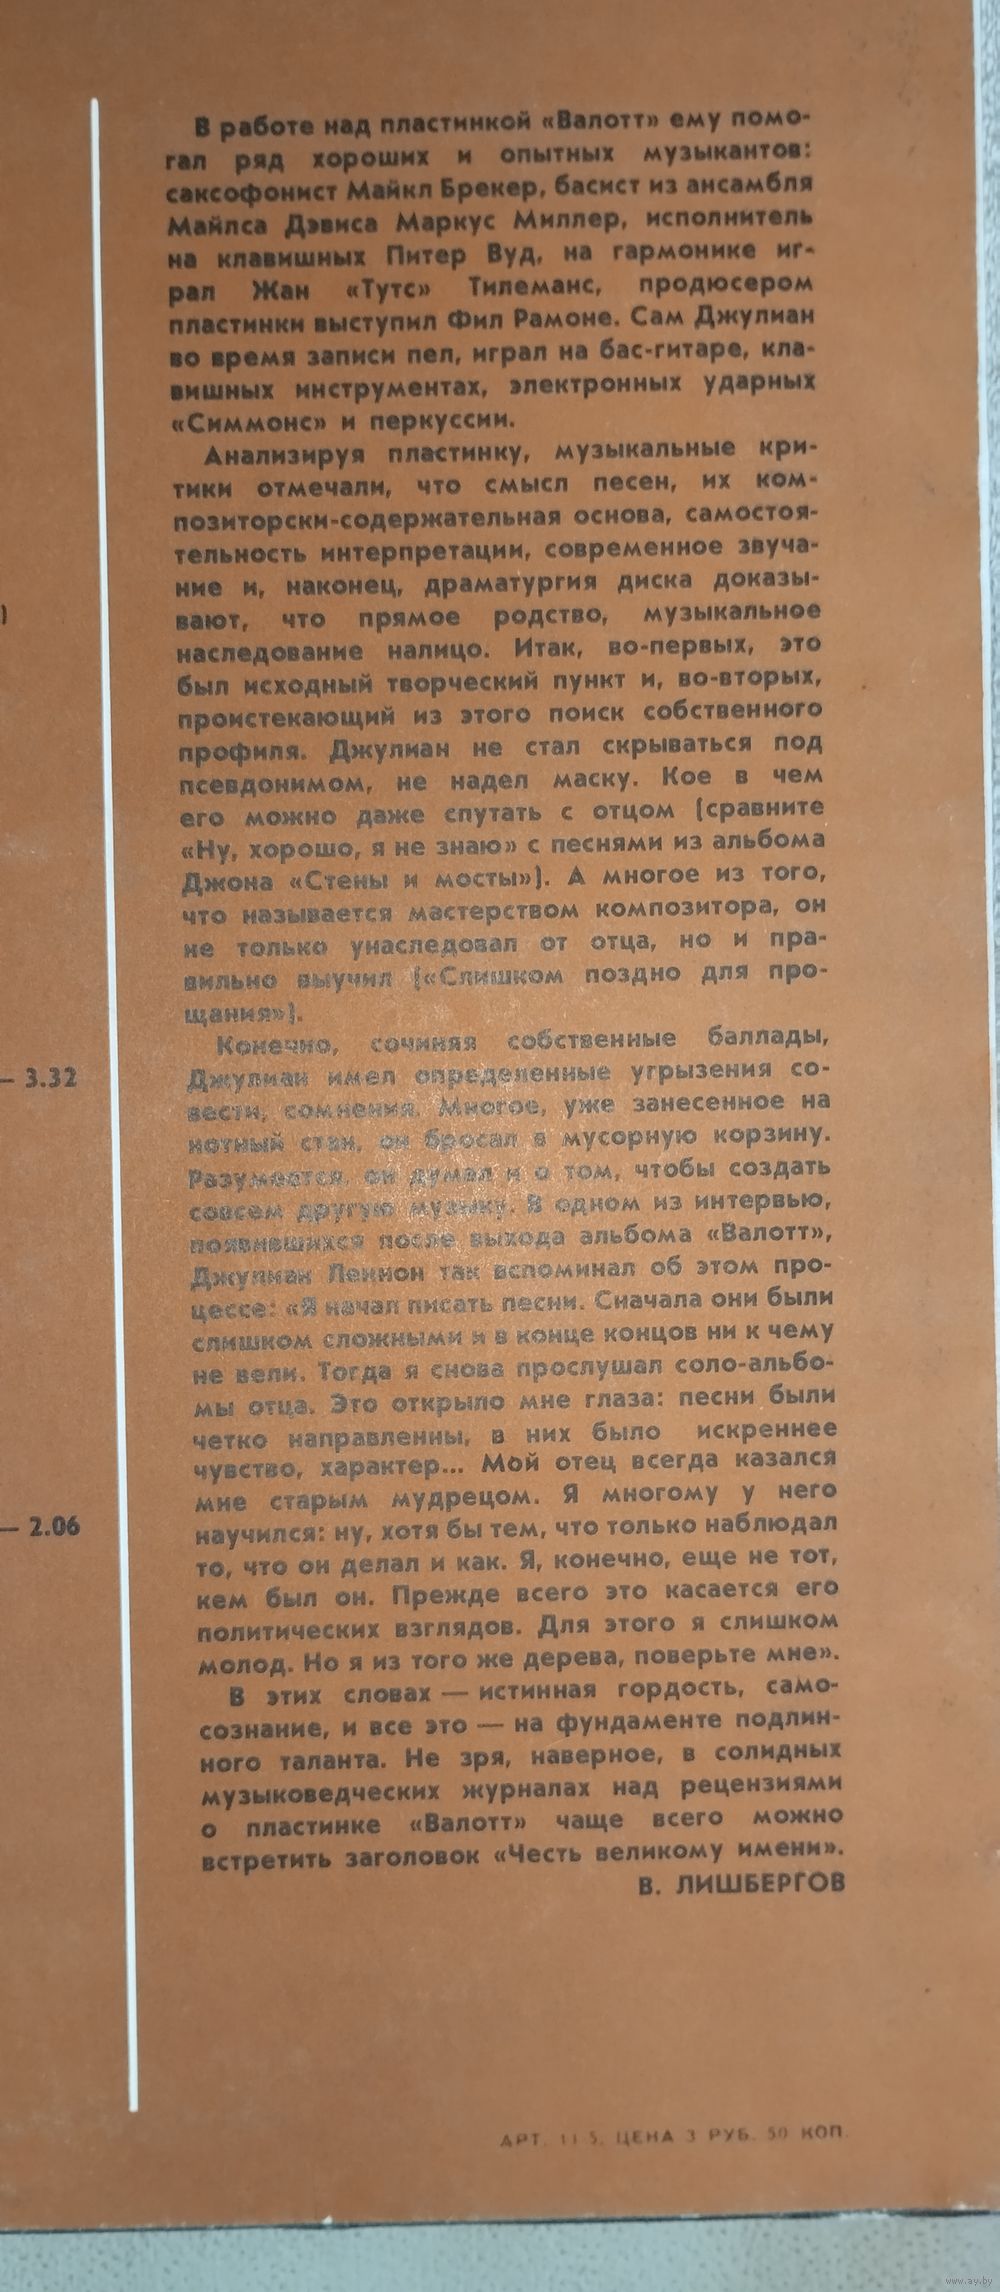 В работе над пластинкой «Валотт» ему помо-
гал ряд хороших и опытных музыкантов:
саксофонист Майкл Брекер, басист из ансамбля
Майлса Дэвиса Маркус Миллер, исполнитель
на клавишных Питер Вуд, на гармонике иг-
рал Жан «Тутс» Тилеманс, продюсером
пластинки выступил Фил Рамоне. Сам Джулиан
во время записи пел, играл на бас-гитаре, кла-
вишных инструментах, электронных ударных
«Симмонс» и перкуссии.
Анализируя пластинку, музыкальные кри-
тики отмечали, что смысл песен, их ком-
позиторски-содержательная основа, самостоя-
тельность интерпретации, современное звуча-
ние и, наконец, драматургия диска доказы-
вают, что прямое родство, музыкальное
наследование налицо. Итак, во-первых, это
был исходный творческий пункт и, во-вторых,
проистекающий из этого поиск собственного
профиля. Джулиан не стал скрываться под
псевдонимом, не надел маску. Кое в чем
его можно даже спутать с отцом (сравните
«Ну, хорошо, я не знаю» с песнями из альбома
Джона «Стены и мосты»). А многое из того,
что называется мастерством композитора, он
не только унаследовал от отца, но и пра-
вильно выучил («Слишком поздно для про-
щания»).
Конечно, сочиняя собственные баллады,
Джулиан имел определенные угрызения со-
вести, сомнения. Многое, уже занесенное на
нотный стан, он бросал в мусорную корзину.
Разумеется, он думал и о том, чтобы создать
совсем другую музыку. В одном из интервью,
появившихся после выхода альбома «Валотт»,
Джулиан Леннон так вспоминал об этом про-
цессе: «Я начал писать песни. Сначала они были
слишком сложными и в конце концов ни к чему
не вели. Тогда я снова прослушал соло-альбо-
мы отца. Это открыло мне глаза: песни были
четко направленны, в них было искреннее
чувство, характер... Мой отец всегда казался
мне старым мудрецом. Я многому у него
научился: ну, хотя бы тем, что только наблюдал
то, что он делал и как. Я, конечно, еще не тот,
кем был он. Прежде всего это касается его
политических взглядов. Для этого я слишком
молод. Но я из того же дерева, поверьте мне».
В этих словах — истинная гордость, само-
сознание, и все это — на фундаменте подлин-
ного таланта. Не зря, наверное, в солидных
музыковедческих журналах над рецензиями
о пластинке «Валотт» чаще всего можно
встретить заголовок «Честь великому имени».
В. ЛИШБЕРГОВ
)
— 3.32
— 2.06
АРТ. 11-5. ЦЕНА 3 РУБ. 50 КОП.
www.ay.by